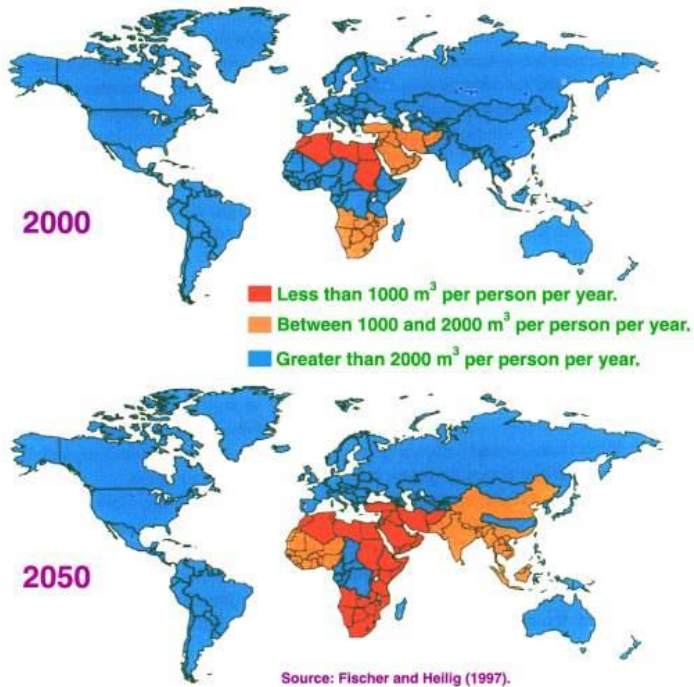 2000
Less than 1000 m³ per person per year.
Between 1000 and 2000 m³ per person per year.
Greater than 2000 m³ per person per year.
2050
Source: Fischer and Heilig (1997).